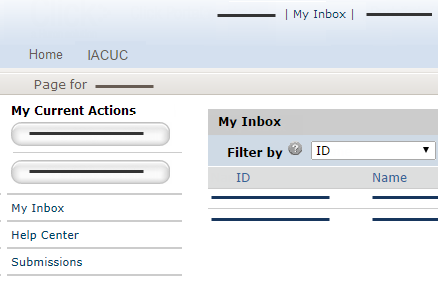 | My Inbox |
Home IACUC
Page for
My Current Actions
My Inbox
Filter by ? ID
ID Name
My Inbox
Help Center
Submissions